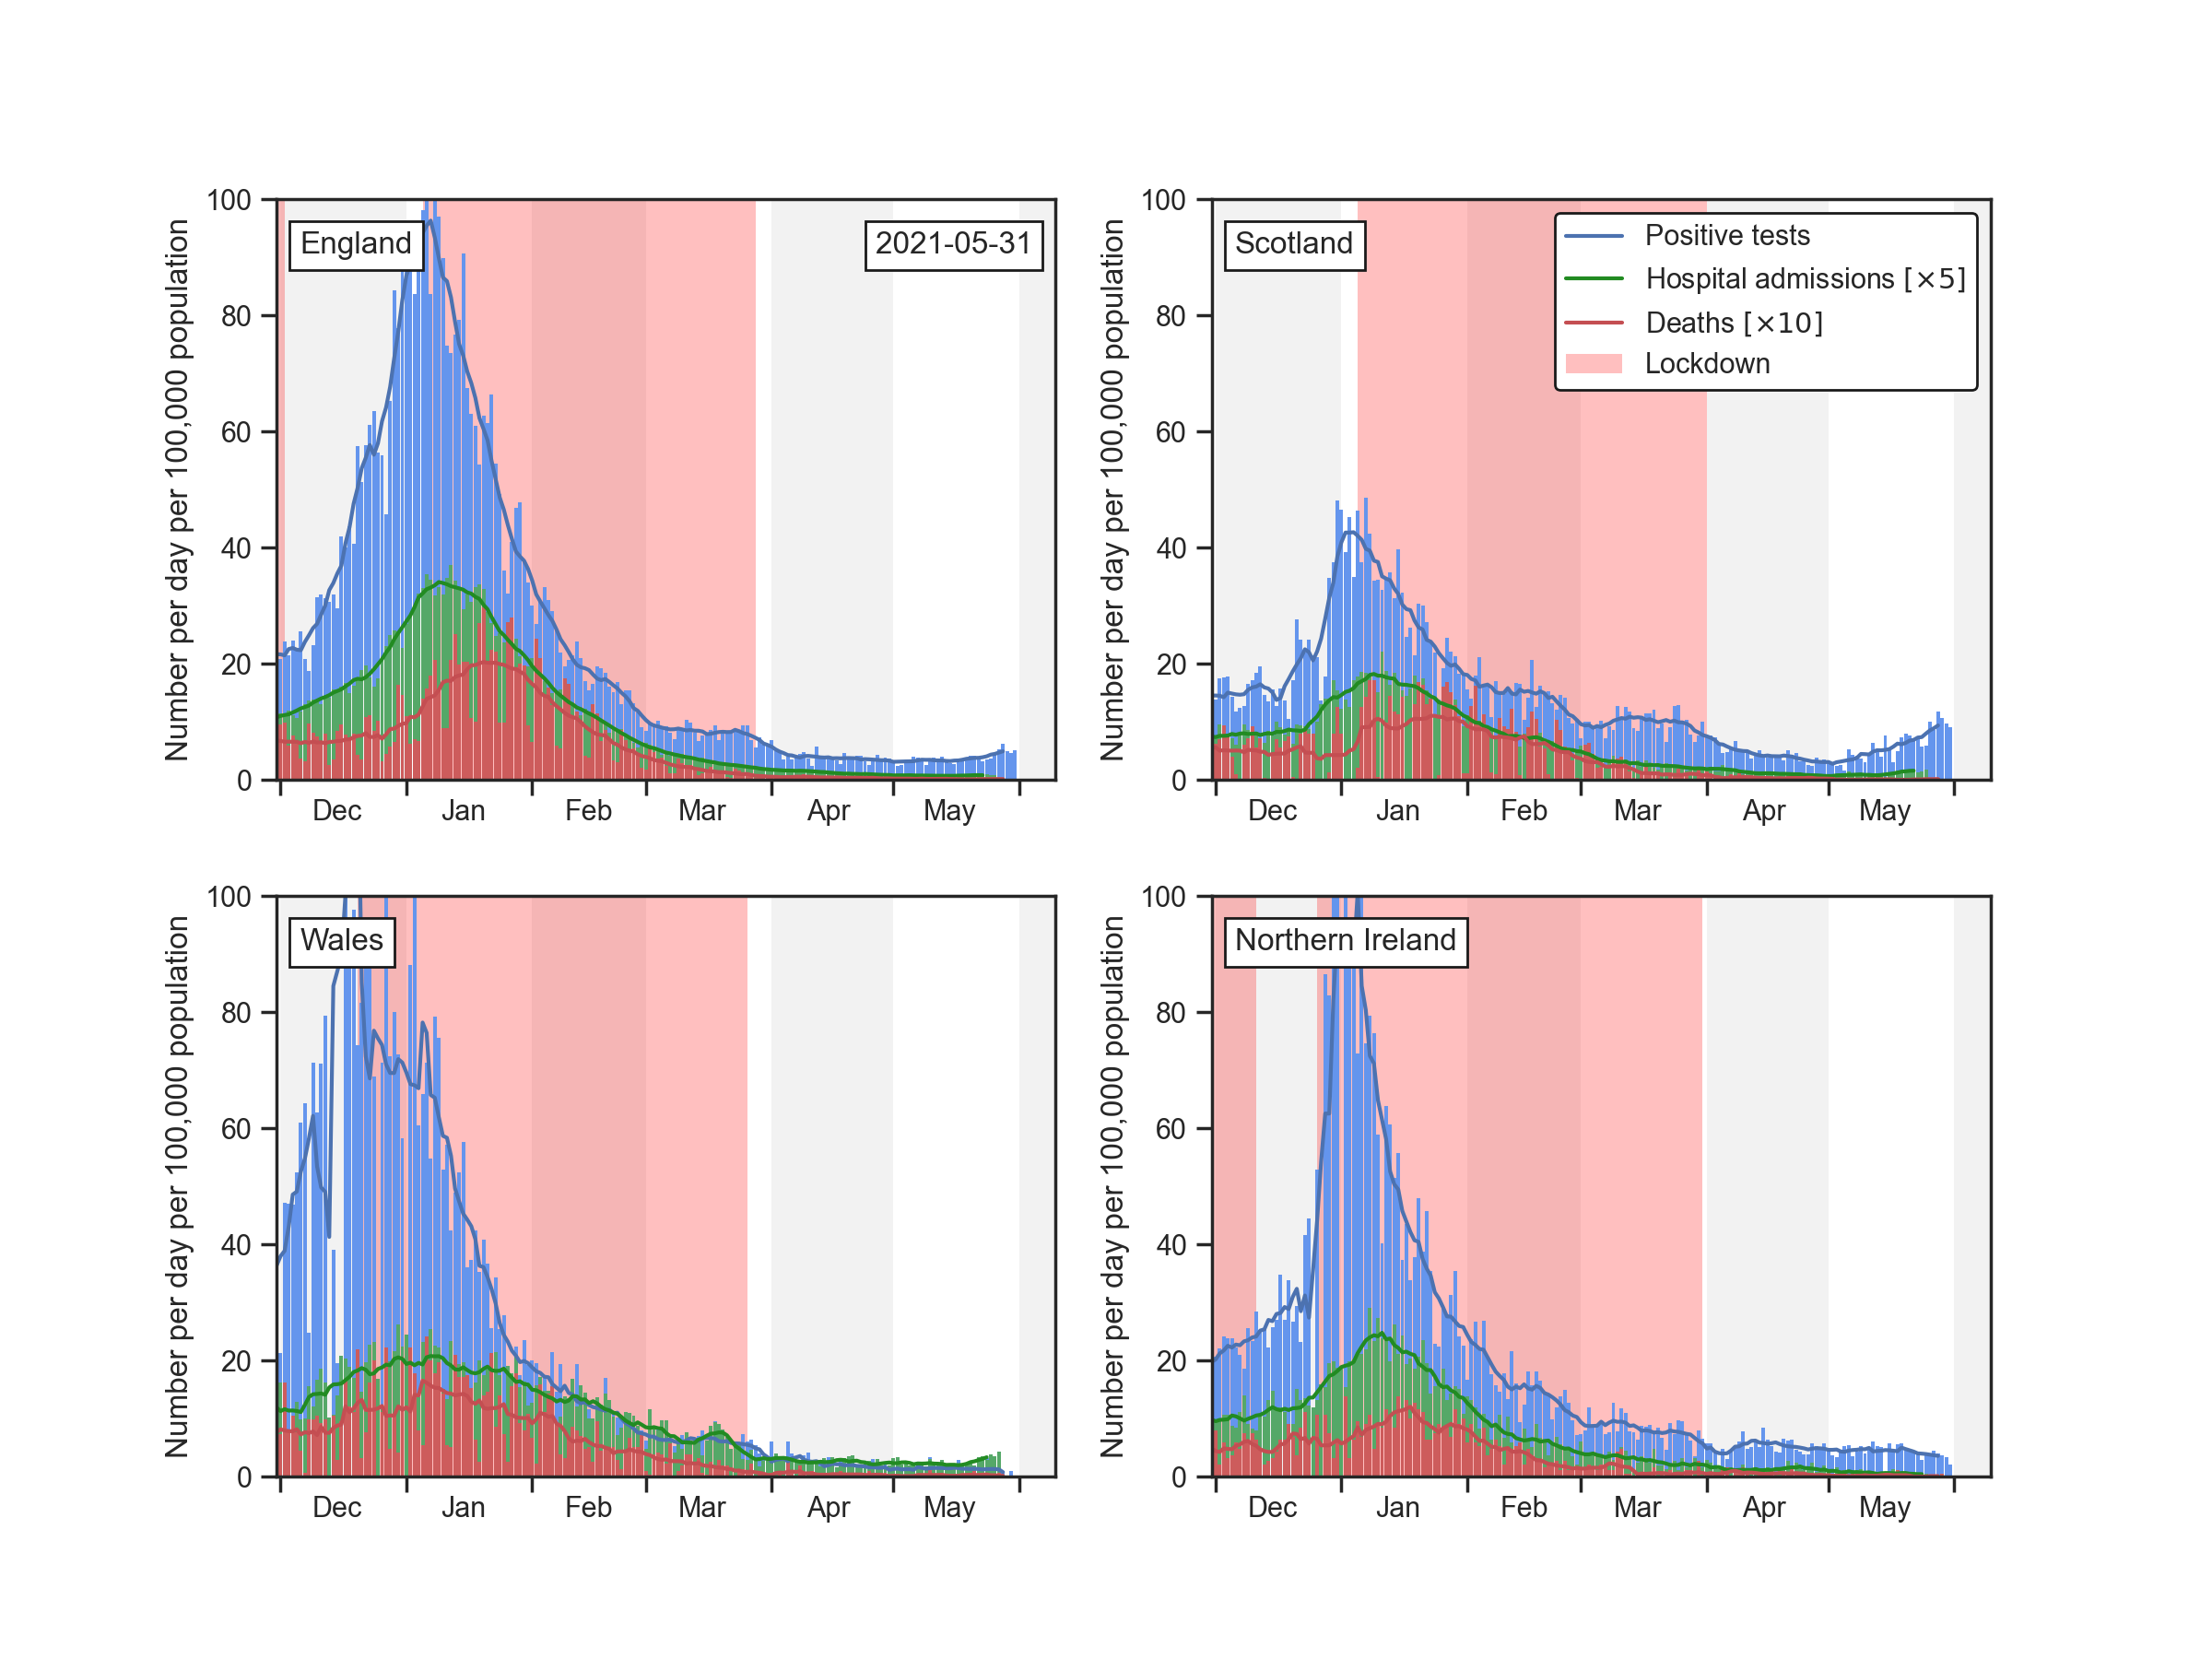 England
2021-05-31
Number per day per 100,000 population
100
80
60
40
20
0
Dec Jan Feb Mar Apr May
Scotland
Positive tests
Hospital admissions [×5]
Deaths [×10]
Lockdown
Number per day per 100,000 population
100
80
60
40
20
0
Dec Jan Feb Mar Apr May
Wales
Number per day per 100,000 population
100
80
60
40
20
0
Dec Jan Feb Mar Apr May
Northern Ireland
Number per day per 100,000 population
100
80
60
40
20
0
Dec Jan Feb Mar Apr May